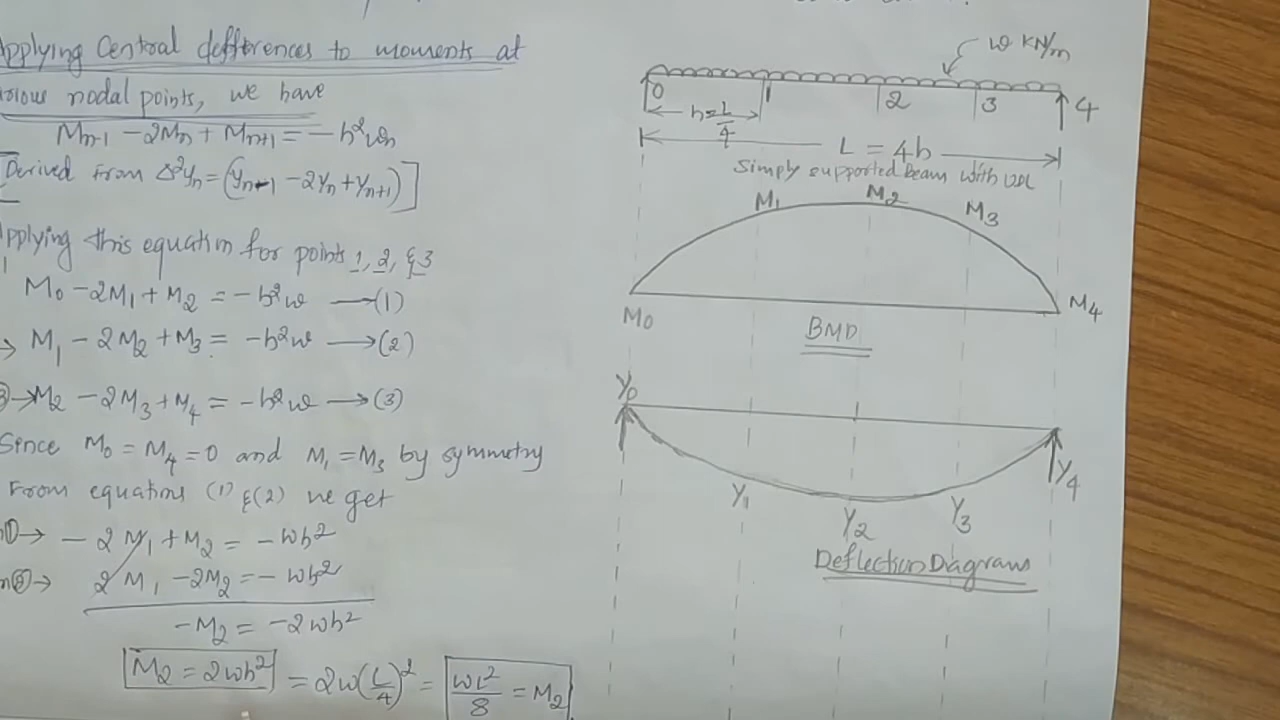 Applying Central defferences to moments at
nodal points, we have
Mn-1 - 2Mn + Mn+1 = - h²wn
Derived from Δ²yn = (yn-1 - 2yn + yn+1)]
Applying this equation for points 1, 2, & 3
M0 - 2M1 + M2 = - h²w → (1)
→ M1 - 2M2 + M3 = - h²w → (2)
3) → M2 - 2M3 + M4 = - h²w → (3)
Since M0 = M4 = 0 and M1 = M3 by symmetry
From equations (1) & (2) we get
① → - 2M1 + M2 = - wh²
② → 2M1 - 2M2 = - wh²
- M2 = - 2wh²
M2 = 2wh² = 2w(L/4)² = wL²/8 = M2
w KN/m
0 1 2 3 4
h = L/4
L = 4h
Simply supported Beam with UDL
M1 M2 M3
M0 M4
BMD
Y0
Y1 Y2 Y3 Y4
Deflection Diagrams